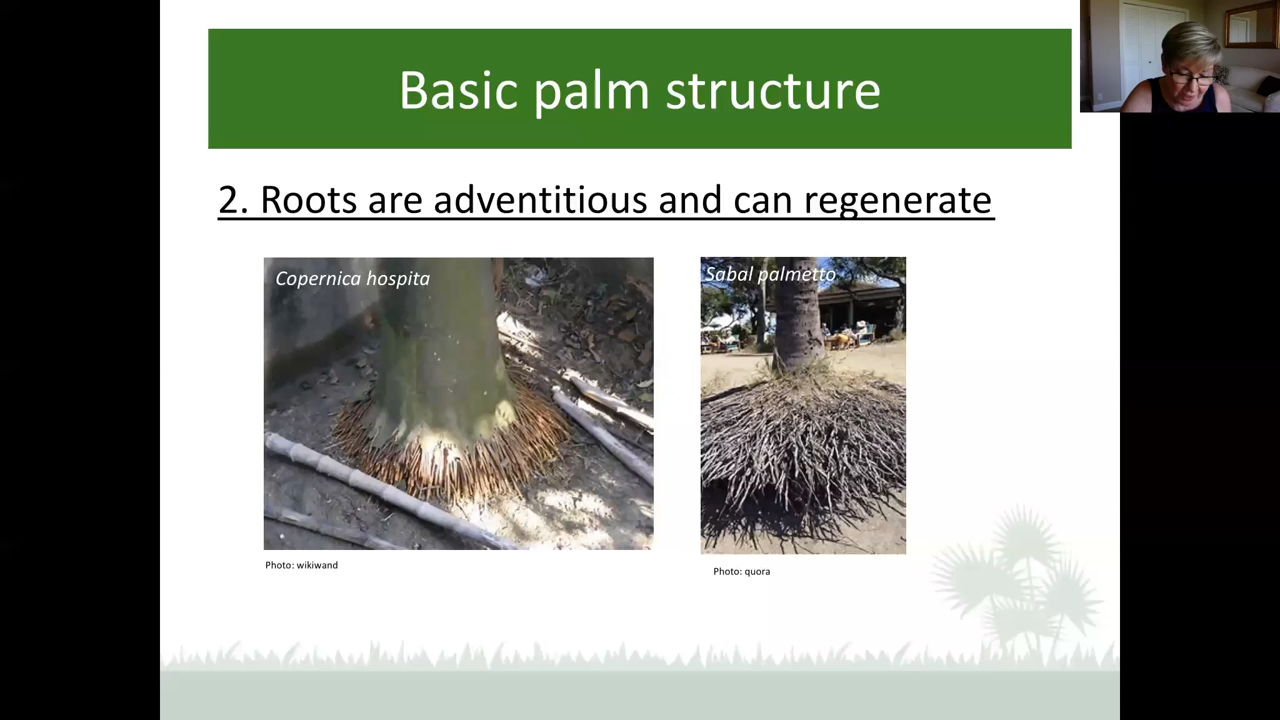 Basic palm structure
2. Roots are adventitious and can regenerate
Copernica hospita
Sabal palmetto
Photo: wikiwand
Photo: quora